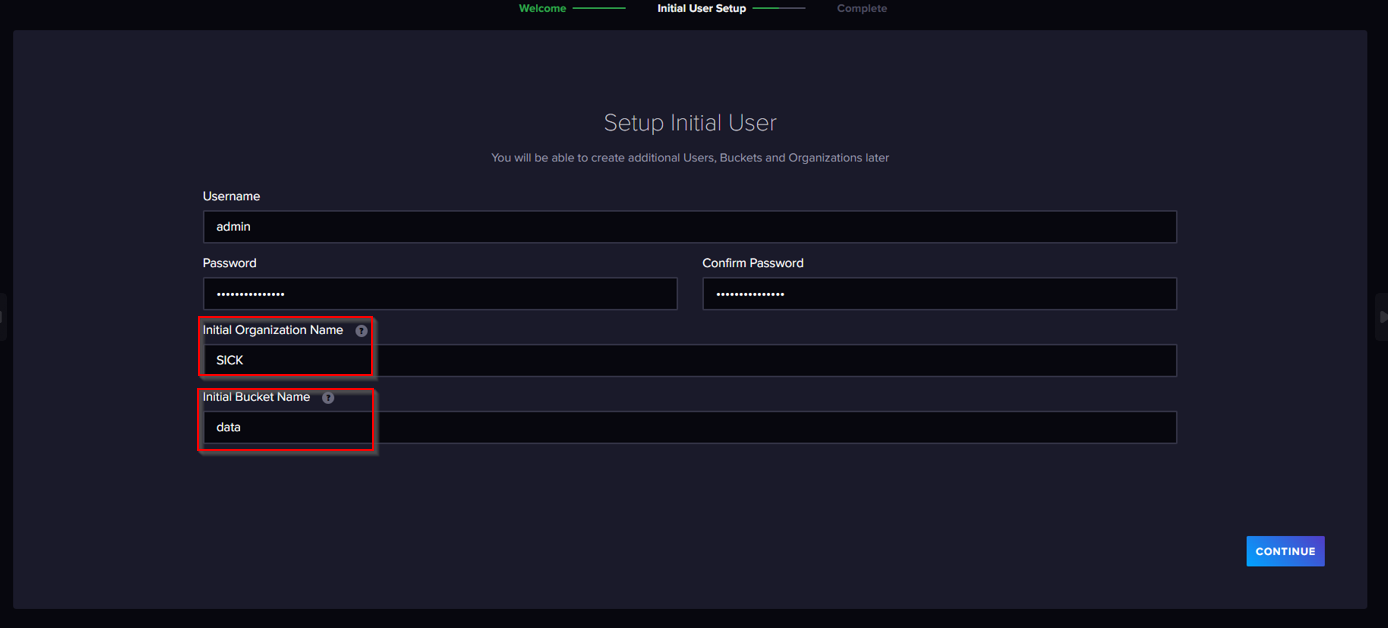 Welcome Initial User Setup Complete
Setup Initial User
You will be able to create additional Users, Buckets and Organizations later
Username
admin
Password Confirm Password
••••••••••••••• •••••••••••••••
Initial Organization Name ?
SICK
Initial Bucket Name ?
data
CONTINUE